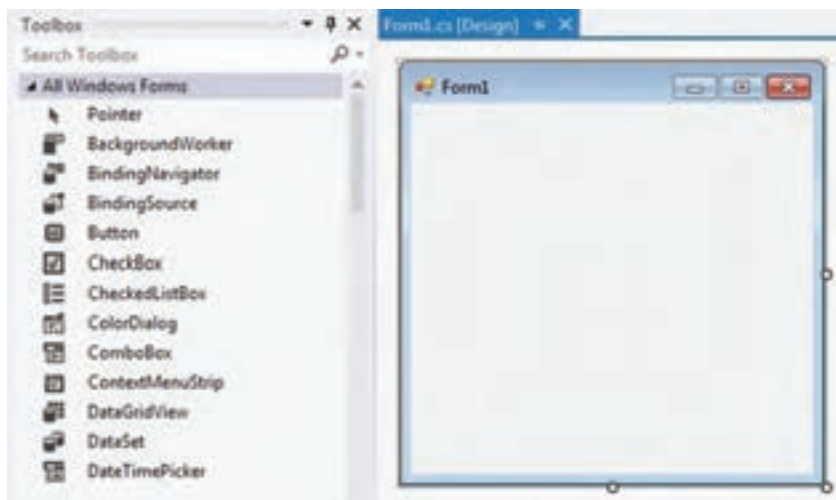 Toolbox
Search Toolbox
All Windows Forms
Pointer
BackgroundWorker
BindingNavigator
BindingSource
Button
CheckBox
CheckedListBox
ColorDialog
ComboBox
ContextMenuStrip
DataGridView
DataSet
DateTimePicker
Form1.cs [Design]
Form1